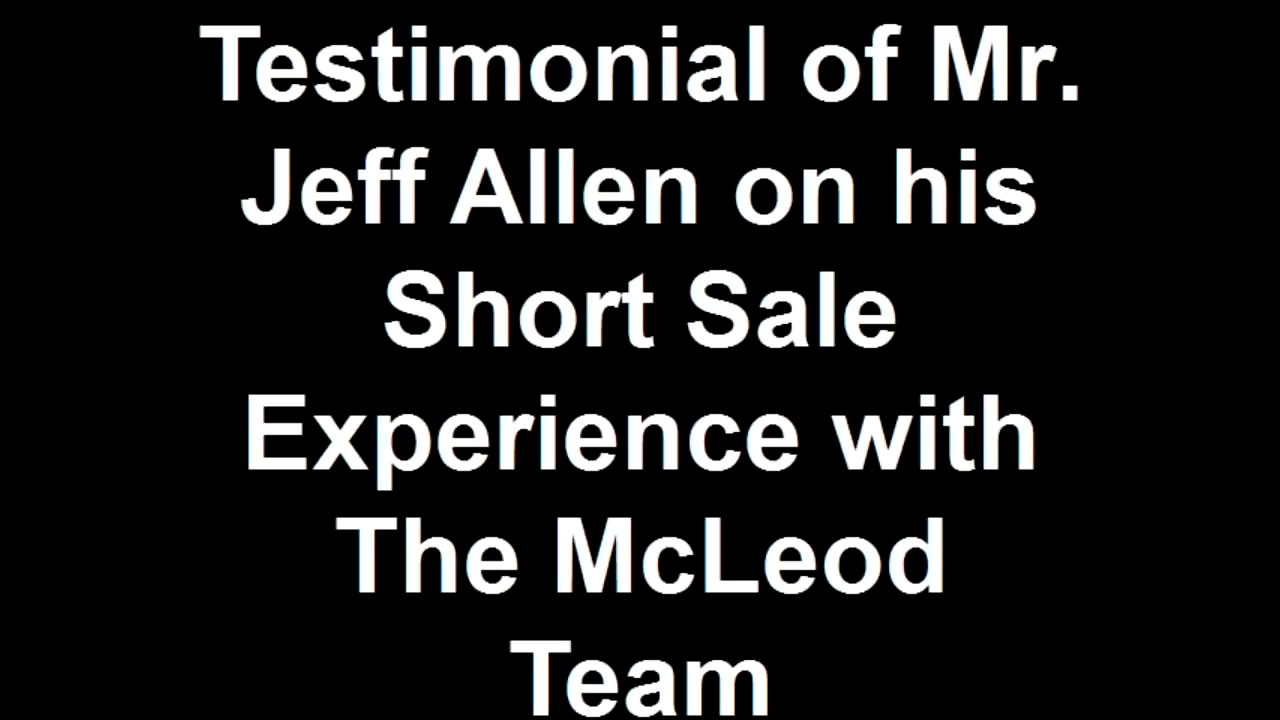 Testimonial of Mr.
Jeff Allen on his
Short Sale
Experience with
The McLeod
Team